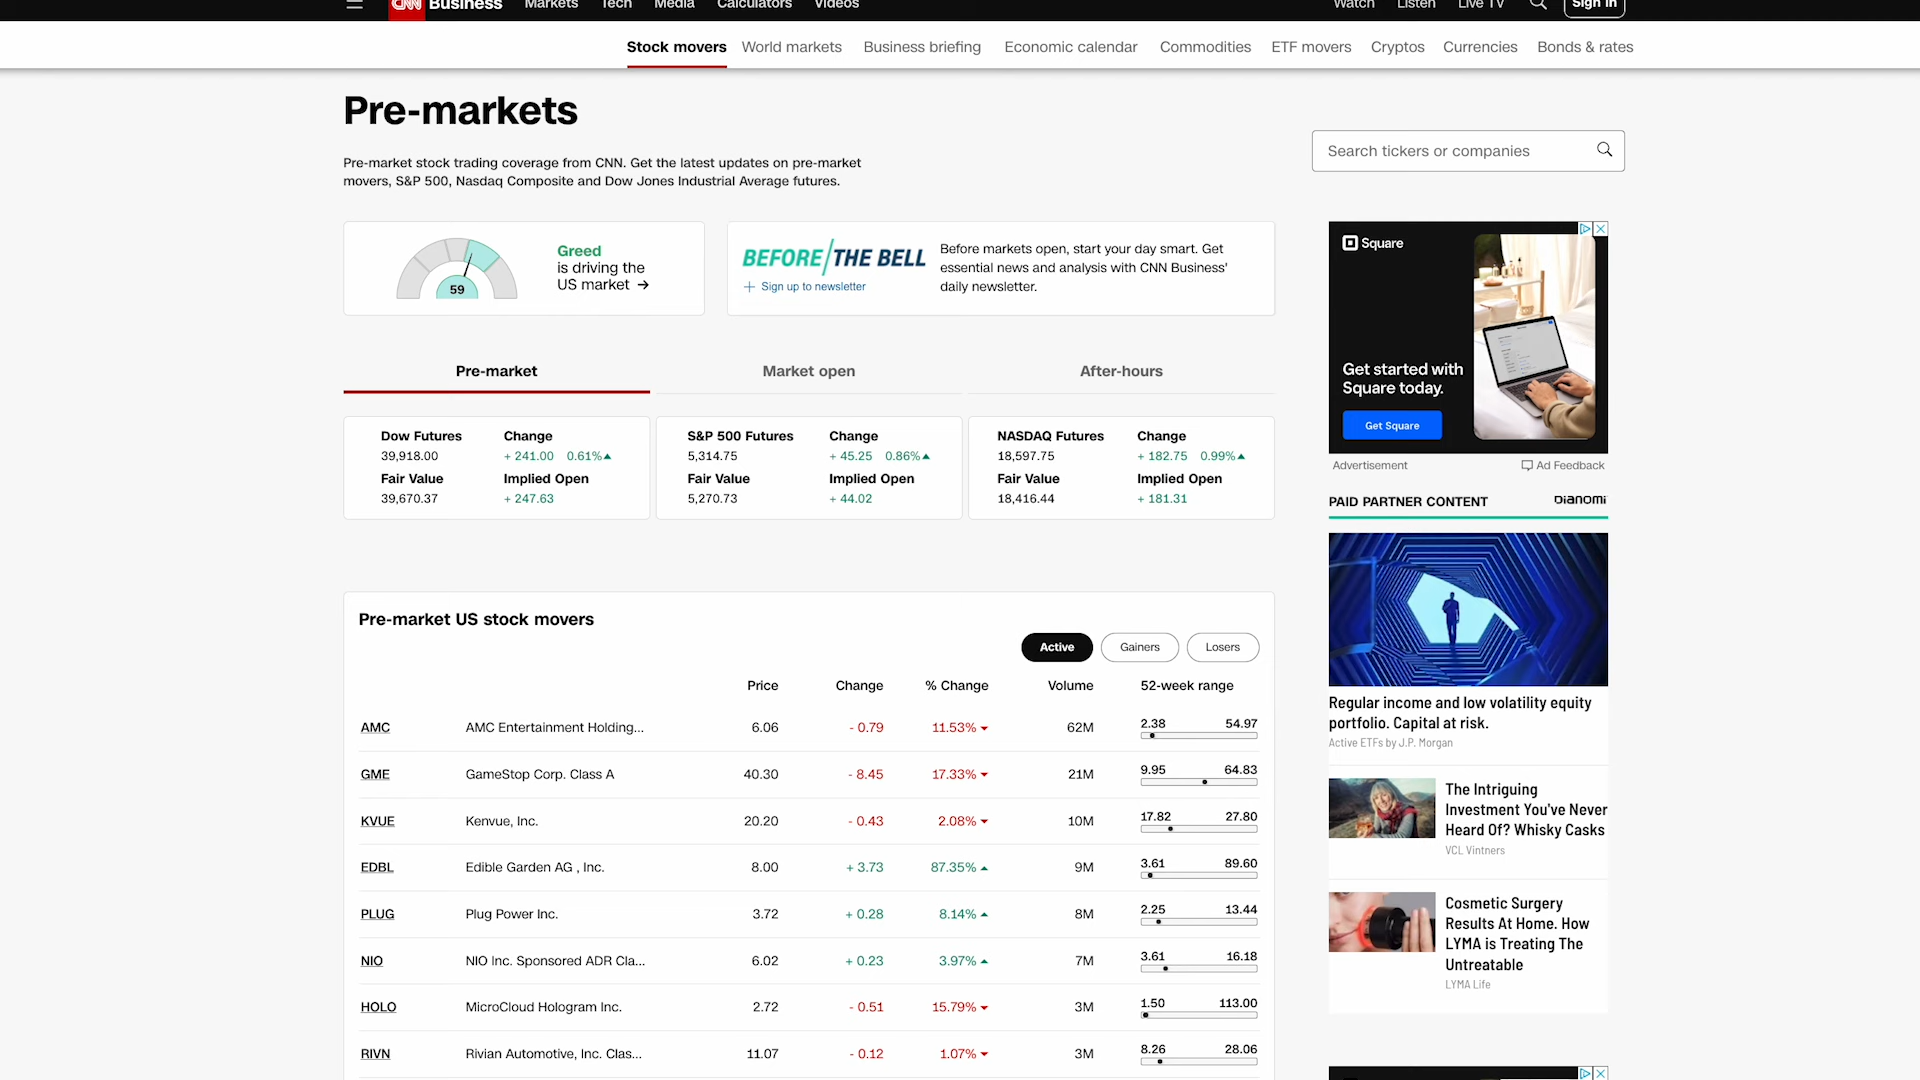 CNN Business Markets Tech Media Calculators Videos Watch Listen Live TV Sign in
Stock movers World markets Business briefing Economic calendar Commodities ETF movers Cryptos Currencies Bonds & rates
Pre-markets
Pre-market stock trading coverage from CNN. Get the latest updates on pre-market
movers, S&P 500, Nasdaq Composite and Dow Jones Industrial Average futures.
Search tickers or companies
59
Greed
is driving the
US market →
BEFORE/THE BELL
+ Sign up to newsletter
Before markets open, start your day smart. Get
essential news and analysis with CNN Business'
daily newsletter.
Pre-market Market open After-hours
Dow Futures Change
39,918.00 + 241.00 0.61%
Fair Value Implied Open
39,670.37 + 247.63
S&P 500 Futures Change
5,314.75 + 45.25 0.86%
Fair Value Implied Open
5,270.73 + 44.02
NASDAQ Futures Change
18,597.75 + 182.75 0.99%
Fair Value Implied Open
18,416.44 + 181.31
Pre-market US stock movers
Active Gainers Losers
Price Change % Change Volume 52-week range
AMC AMC Entertainment Holding... 6.06 - 0.79 11.53% 62M 2.38 54.97
GME GameStop Corp. Class A 40.30 - 8.45 17.33% 21M 9.95 64.83
KVUE Kenvue, Inc. 20.20 - 0.43 2.08% 10M 17.82 27.80
EDBL Edible Garden AG , Inc. 8.00 + 3.73 87.35% 9M 3.61 89.60
PLUG Plug Power Inc. 3.72 + 0.28 8.14% 8M 2.25 13.44
NIO NIO Inc. Sponsored ADR Cla... 6.02 + 0.23 3.97% 7M 3.61 16.18
HOLO MicroCloud Hologram Inc. 2.72 - 0.51 15.79% 3M 1.50 113.00
RIVN Rivian Automotive, Inc. Clas... 11.07 - 0.12 1.07% 3M 8.26 28.06
Square
Get started with
Square today.
Get Square
Advertisement Ad Feedback
PAID PARTNER CONTENT DIANOMI
Regular income and low volatility equity
portfolio. Capital at risk.
Active ETFs by J.P. Morgan
The Intriguing
Investment You've Never
Heard Of? Whisky Casks
VCL Vintners
Cosmetic Surgery
Results At Home. How
LYMA is Treating The
Untreatable
LYMA Life